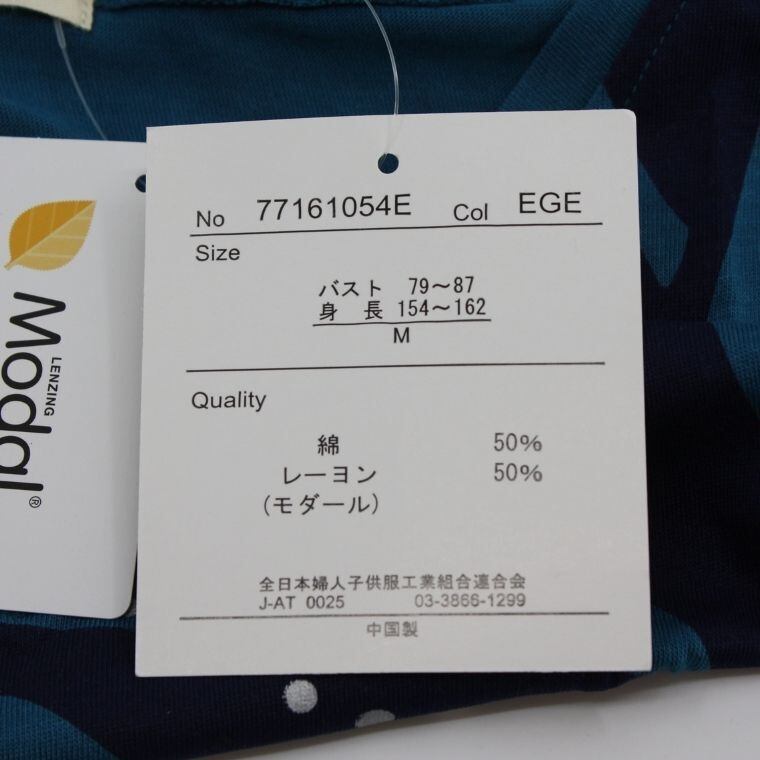 No 77161054E Col EGE
Size
バスト 79～87
身 長 154～162
M
Quality
綿 50%
レーヨン 50%
(モダール)
全日本婦人子供服工業組合連合会
J-AT 0025 03-3866-1299
中国製
LENZING
Modal®